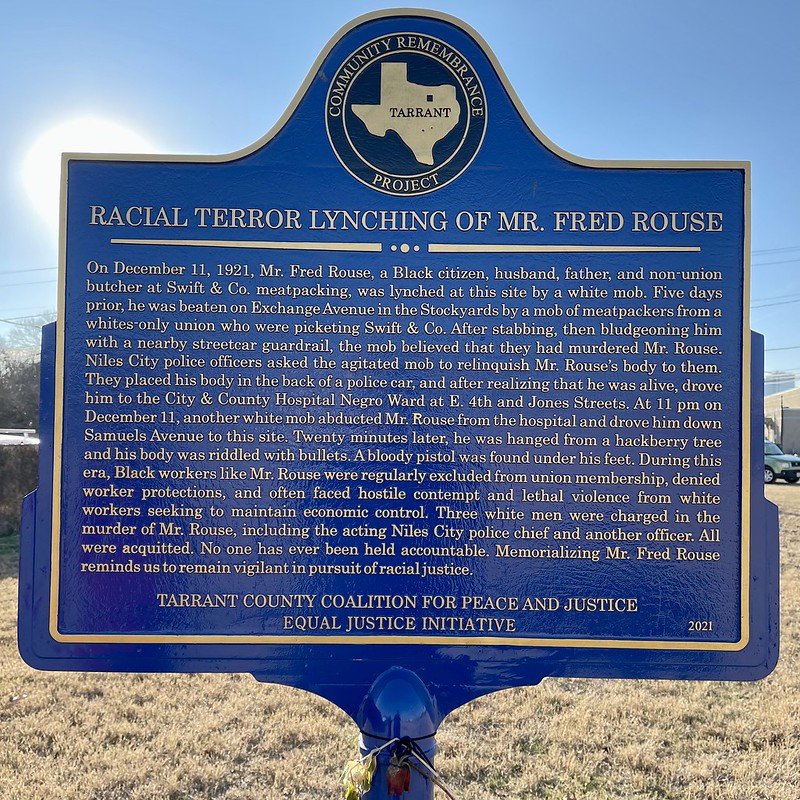 COMMUNITY REMEMBRANCE
TARRANT
PROJECT
RACIAL TERROR LYNCHING OF MR. FRED ROUSE
On December 11, 1921, Mr. Fred Rouse, a Black citizen, husband, father, and non-union
butcher at Swift & Co. meatpacking, was lynched at this site by a white mob. Five days
prior, he was beaten on Exchange Avenue in the Stockyards by a mob of meatpackers from a
whites-only union who were picketing Swift & Co. After stabbing, then bludgeoning him
with a nearby streetcar guardrail, the mob believed that they had murdered Mr. Rouse.
Niles City police officers asked the agitated mob to relinquish Mr. Rouse's body to them.
They placed his body in the back of a police car, and after realizing that he was alive, drove
him to the City & County Hospital Negro Ward at E. 4th and Jones Streets. At 11 pm on
December 11, another white mob abducted Mr. Rouse from the hospital and drove him down
Samuels Avenue to this site. Twenty minutes later, he was hanged from a hackberry tree
and his body was riddled with bullets. A bloody pistol was found under his feet. During this
era, Black workers like Mr. Rouse were regularly excluded from union membership, denied
worker protections, and often faced hostile contempt and lethal violence from white
workers seeking to maintain economic control. Three white men were charged in the
murder of Mr. Rouse, including the acting Niles City police chief and another officer. All
were acquitted. No one has ever been held accountable. Memorializing Mr. Fred Rouse
reminds us to remain vigilant in pursuit of racial justice.
TARRANT COUNTY COALITION FOR PEACE AND JUSTICE
EQUAL JUSTICE INITIATIVE
2021